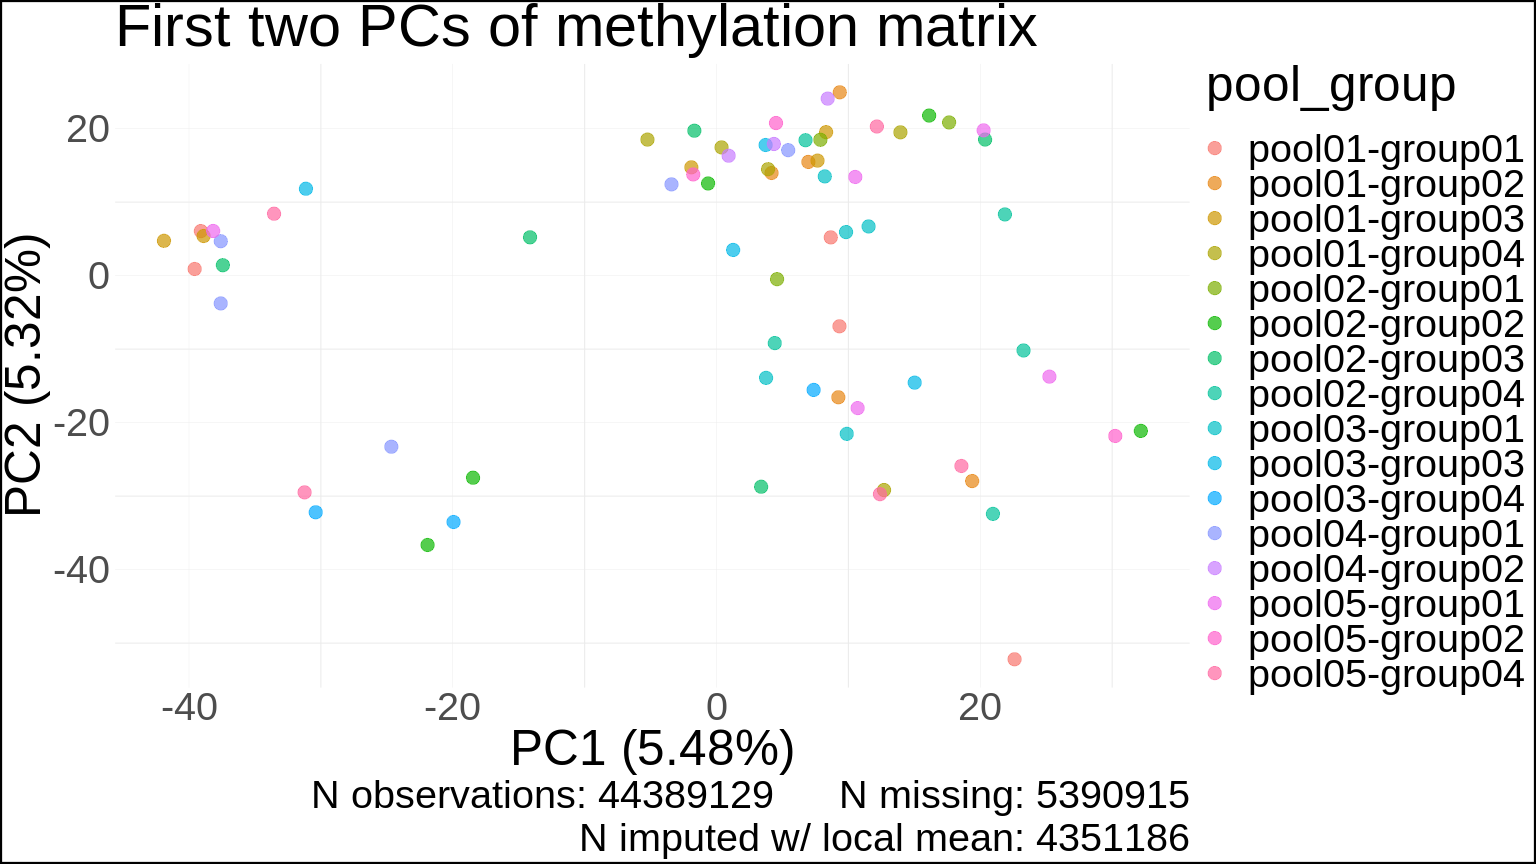 First two PCs of methylation matrix
PC2 (5.32%)
20
0
-20
-40
-40
-20
0
20
PC1 (5.48%)
N observations: 44389129 N missing: 5390915
N imputed w/ local mean: 4351186
pool_group
pool01-group01
pool01-group02
pool01-group03
pool01-group04
pool02-group01
pool02-group02
pool02-group03
pool02-group04
pool03-group01
pool03-group03
pool03-group04
pool04-group01
pool04-group02
pool05-group01
pool05-group02
pool05-group04